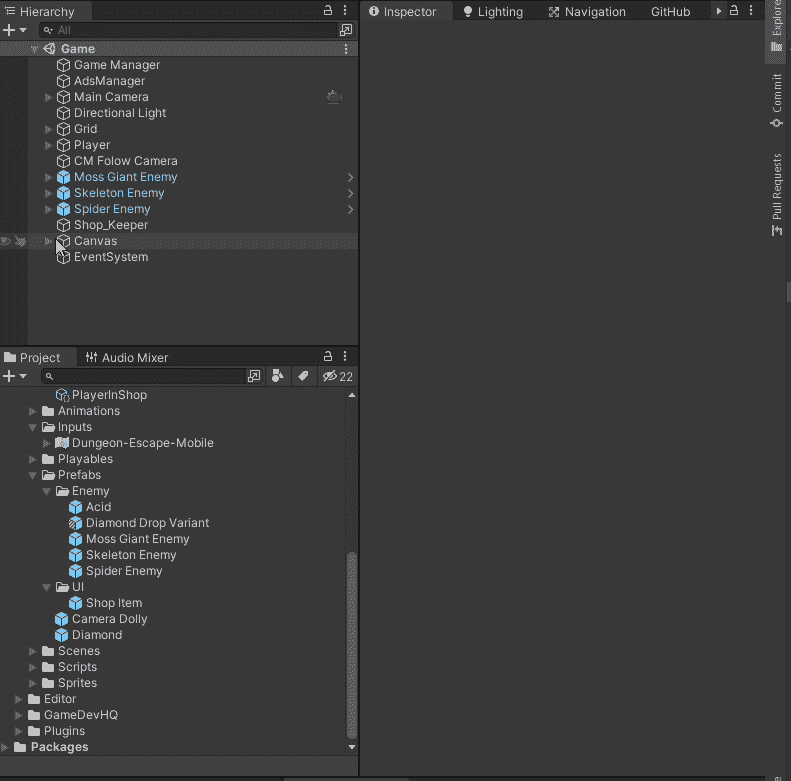 Hierarchy
All
Game
Game Manager
AdsManager
Main Camera
Directional Light
Grid
Player
CM Folow Camera
Moss Giant Enemy
Skeleton Enemy
Spider Enemy
Shop_Keeper
Canvas
EventSystem
Project
Audio Mixer
22
PlayerInShop
Animations
Inputs
Dungeon-Escape-Mobile
Playables
Prefabs
Enemy
Acid
Diamond Drop Variant
Moss Giant Enemy
Skeleton Enemy
Spider Enemy
UI
Shop Item
Camera Dolly
Diamond
Scenes
Scripts
Sprites
Editor
GameDevHQ
Plugins
Packages
Inspector
Lighting
Navigation
GitHub
Explore
Commit
Pull Requests